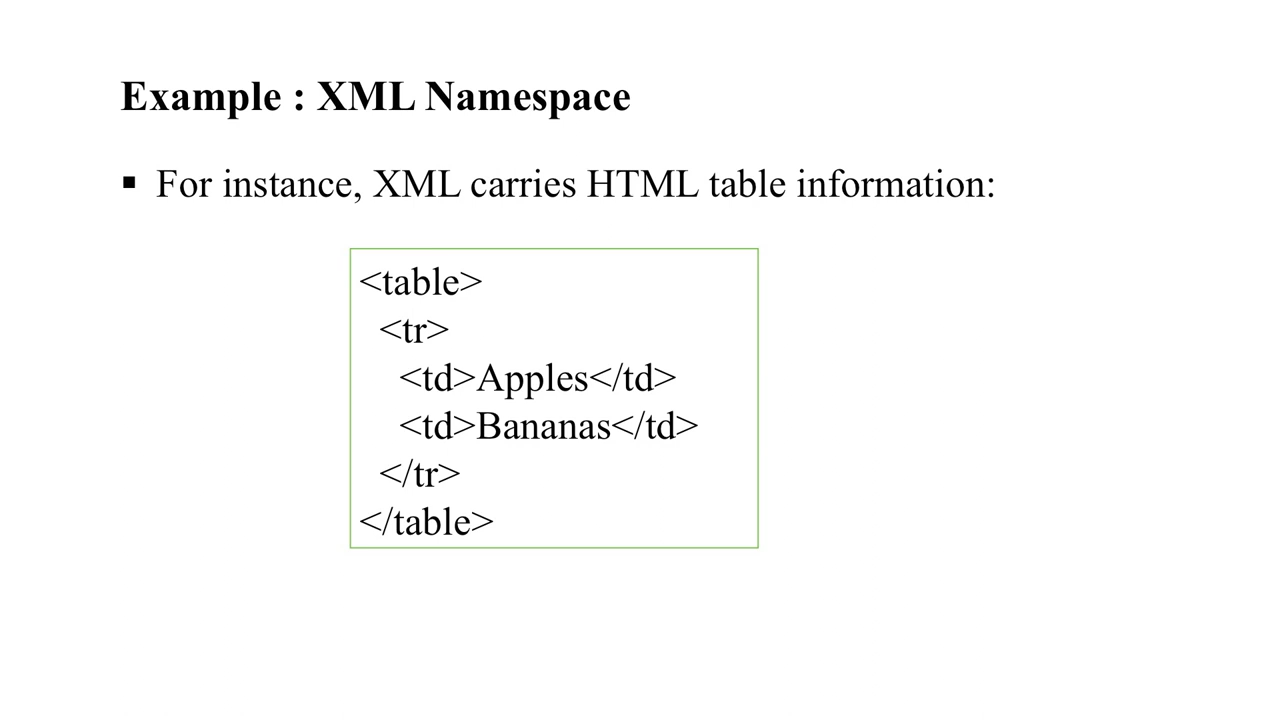 Example : XML Namespace
▪ For instance, XML carries HTML table information:
<table>
<tr>
<td>Apples</td>
<td>Bananas</td>
</tr>
</table>